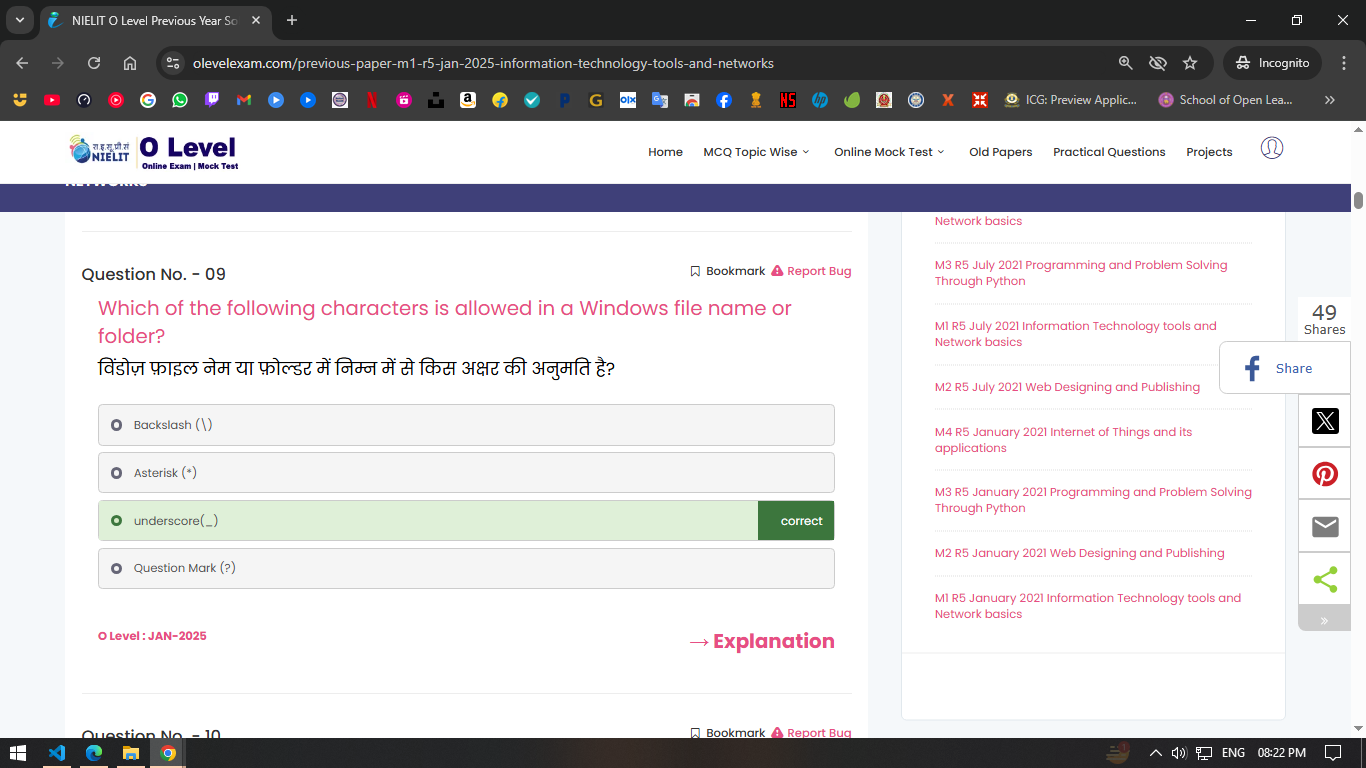 NIELIT O Level Previous Year So
olevelexam.com/previous-paper-m1-r5-jan-2025-information-technology-tools-and-networks
Incognito
ICG: Preview Applic...
School of Open Lea...
NIELIT
O Level
Online Exam | Mock Test
Home
MCQ Topic Wise
Online Mock Test
Old Papers
Practical Questions
Projects
NETWORKS
Question No. - 09
Bookmark
Report Bug
Which of the following characters is allowed in a Windows file name or
folder?
विंडोज़ फ़ाइल नेम या फ़ोल्डर में निम्न में से किस अक्षर की अनुमति है?
Backslash (\)
Asterisk (*)
underscore(_)
correct
Question Mark (?)
O Level : JAN-2025
→ Explanation
Question No. - 10
Bookmark
Report Bug
Network basics
M3 R5 July 2021 Programming and Problem Solving
Through Python
M1 R5 July 2021 Information Technology tools and
Network basics
M2 R5 July 2021 Web Designing and Publishing
M4 R5 January 2021 Internet of Things and its
applications
M3 R5 January 2021 Programming and Problem Solving
Through Python
M2 R5 January 2021 Web Designing and Publishing
M1 R5 January 2021 Information Technology tools and
Network basics
49
Shares
Share
ENG
08:22 PM